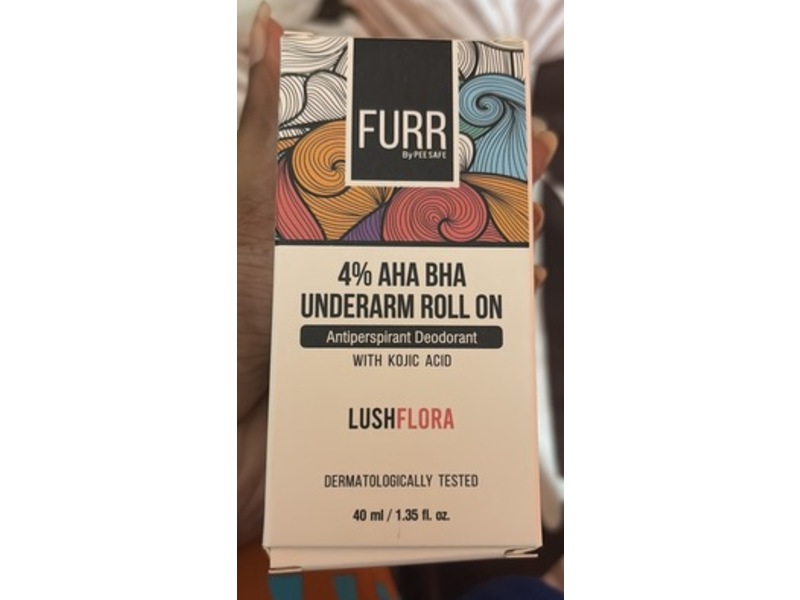 FURR
By PEE SAFE
4% AHA BHA
UNDERARM ROLL ON
Antiperspirant Deodorant
WITH KOJIC ACID
LUSHFLORA
DERMATOLOGICALLY TESTED
40 ml / 1.35 fl. oz.